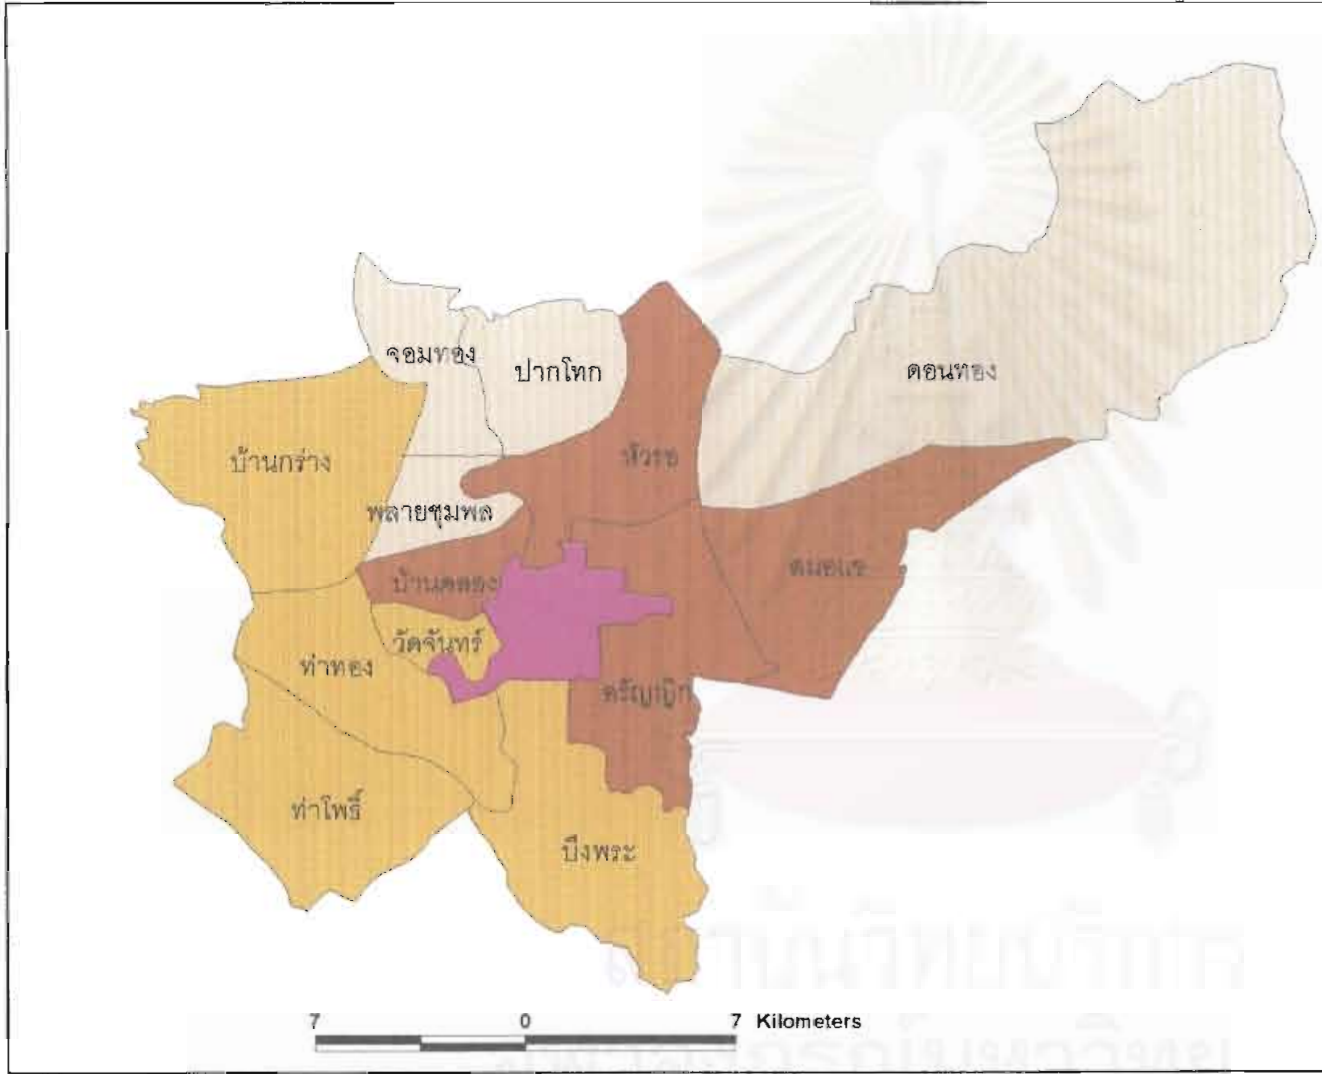 จอมทอง
ปากโทก
ดอนทอง
บ้านกร่าง
หัวรอ
พลายชุมพล
สมอแข
บ้านคลอง
วัดจันทร์
ท่าทอง
อรัญญิก
ท่าโพธิ์
บึงพระ
7 0 7 Kilometers